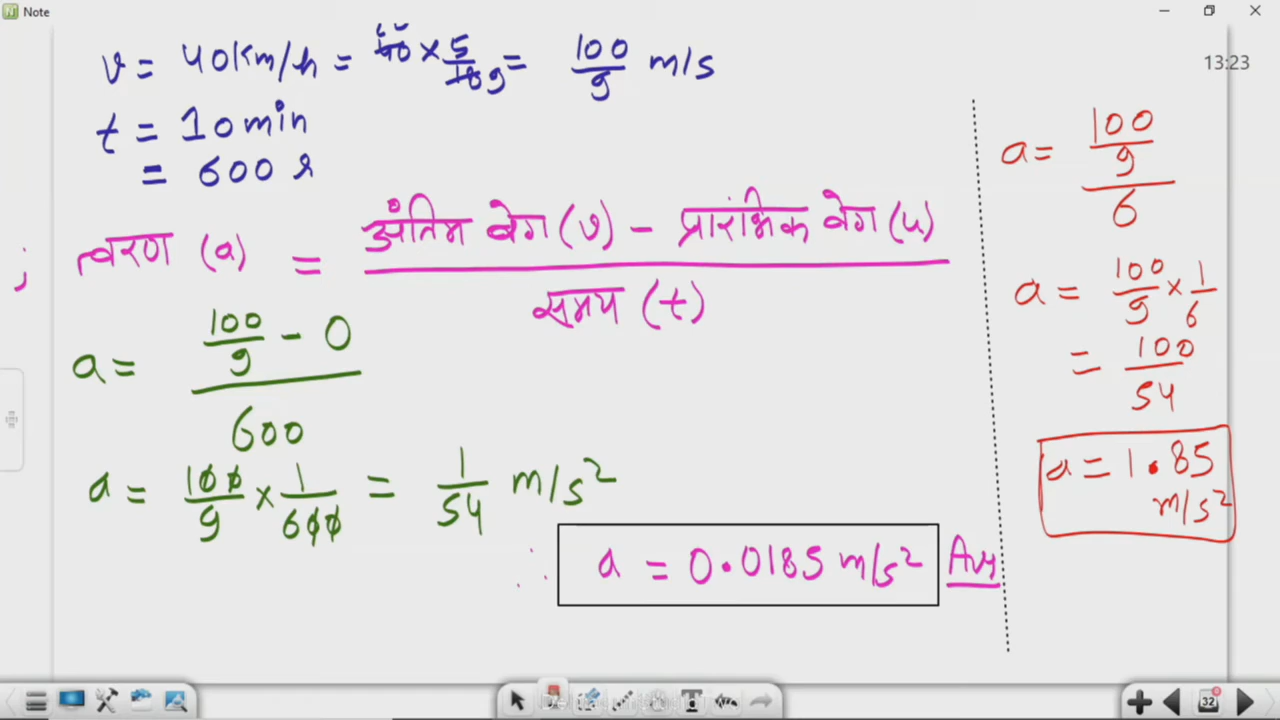 Note
13:23
v = 40km/h = 40 × 5/18 = 100/9 m/s
t = 10min
= 600 s
; त्वरण (a) = अंतिम वेग (v) - प्रारंभिक वेग (u) / समय (t)
a = 100/9 - 0 / 600
a = 100/9 × 1/600 = 1/54 m/s²
∴ a = 0.0185 m/s² Ans
a = 100/9 / 6
a = 100/9 × 1/6
= 100/54
a = 1.85
m/s²
32